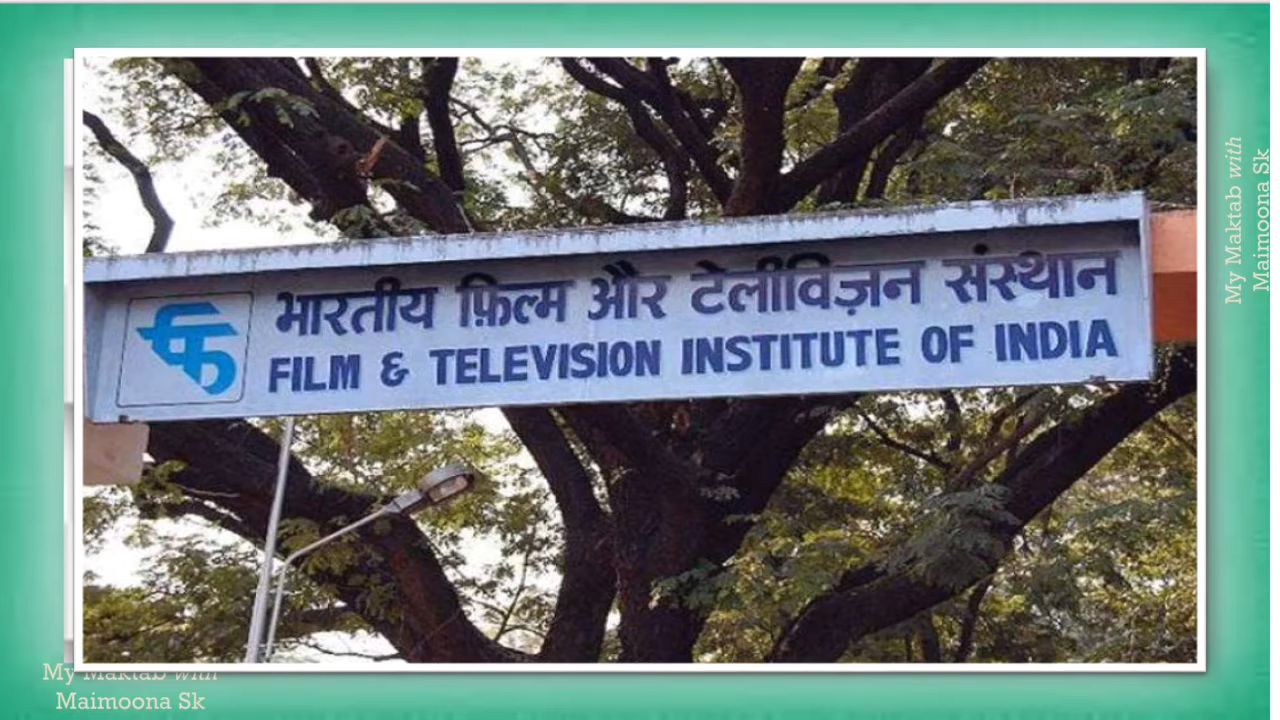 भारतीय फ़िल्म और टेलीविज़न संस्थान
FILM & TELEVISION INSTITUTE OF INDIA
My Maktab with
Maimoona Sk
My Maktab with
Maimoona Sk